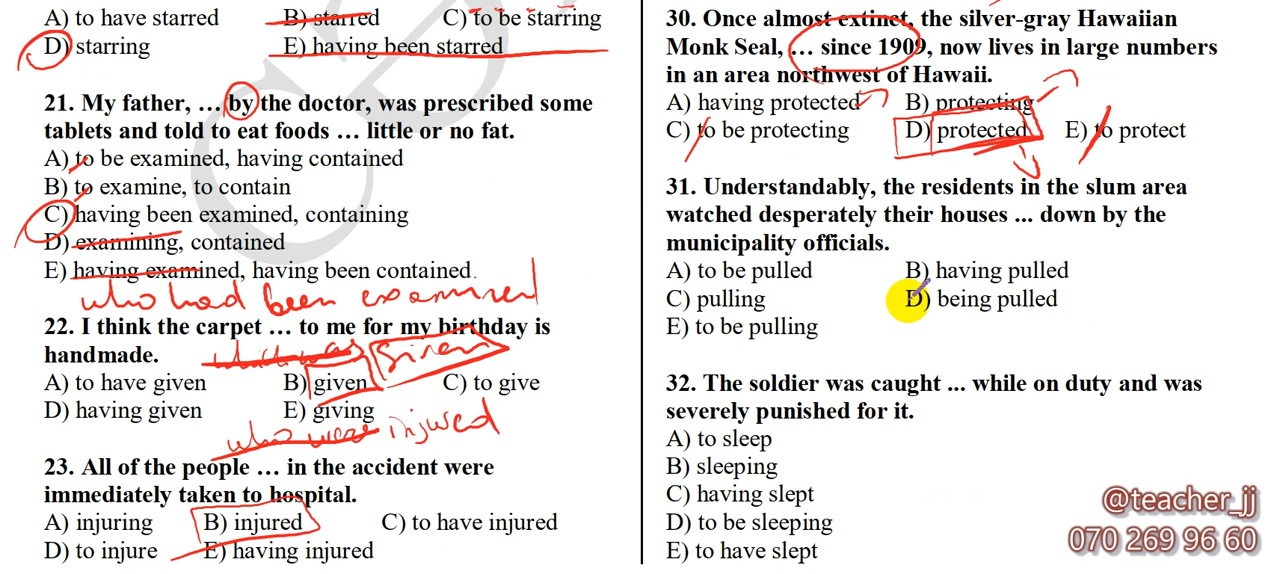 A) to have starred B) starred C) to be starring
D) starring E) having been starred
21. My father, … by the doctor, was prescribed some
tablets and told to eat foods … little or no fat.
A) to be examined, having contained
B) to examine, to contain
C) having been examined, containing
D) examining, contained
E) having examined, having been contained.
who had been examined
22. I think the carpet … to me for my birthday is
handmade. which was given
A) to have given B) given C) to give
D) having given E) giving
who were injured
23. All of the people … in the accident were
immediately taken to hospital.
A) injuring B) injured C) to have injured
D) to injure E) having injured
30. Once almost extinct, the silver-gray Hawaiian
Monk Seal, … since 1909, now lives in large numbers
in an area northwest of Hawaii.
A) having protected B) protecting
C) to be protecting D) protected E) to protect
31. Understandably, the residents in the slum area
watched desperately their houses ... down by the
municipality officials.
A) to be pulled B) having pulled
C) pulling D) being pulled
E) to be pulling
32. The soldier was caught ... while on duty and was
severely punished for it.
A) to sleep
B) sleeping
C) having slept
D) to be sleeping
E) to have slept
@teacher_jj
070 269 96 60